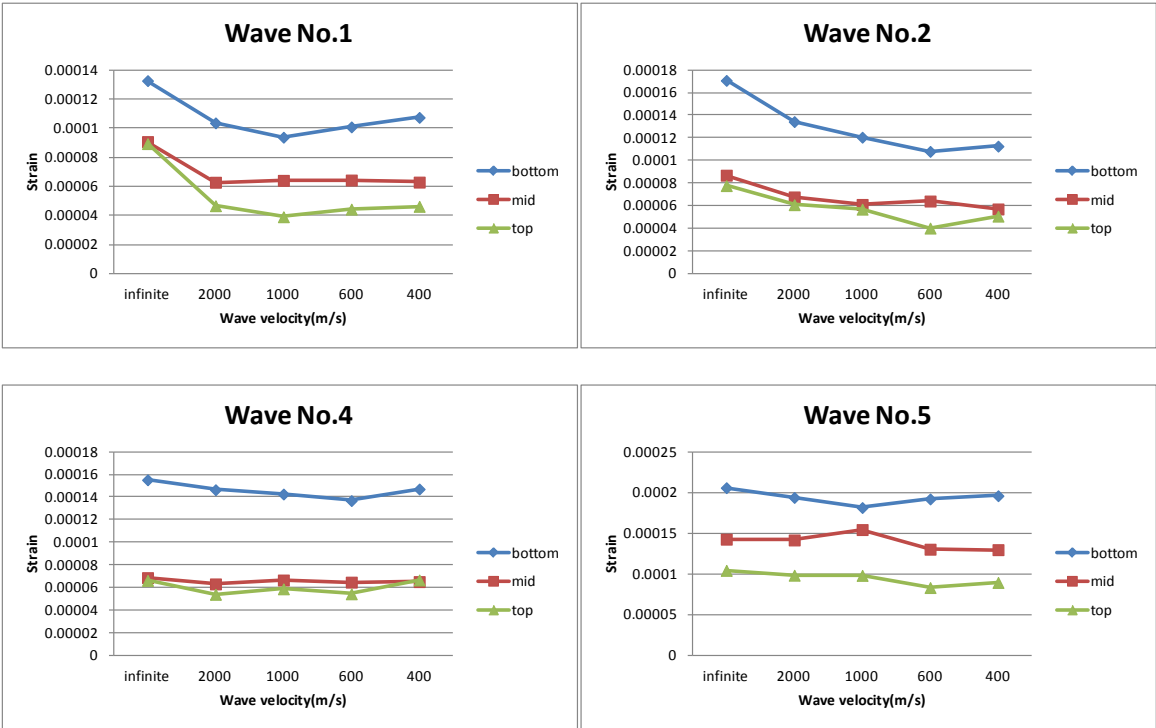 Wave No.1
0.00014
0.00012
0.0001
0.00008
0.00006
0.00004
0.00002
0
Strain
infinite 2000 1000 600 400
Wave velocity(m/s)
bottom
mid
top
Wave No.2
0.00018
0.00016
0.00014
0.00012
0.0001
0.00008
0.00006
0.00004
0.00002
0
Strain
infinite 2000 1000 600 400
Wave velocity(m/s)
bottom
mid
top
Wave No.4
0.00018
0.00016
0.00014
0.00012
0.0001
0.00008
0.00006
0.00004
0.00002
0
Strain
infinite 2000 1000 600 400
Wave velocity(m/s)
bottom
mid
top
Wave No.5
0.00025
0.0002
0.00015
0.0001
0.00005
0
Strain
infinite 2000 1000 600 400
Wave velocity(m/s)
bottom
mid
top